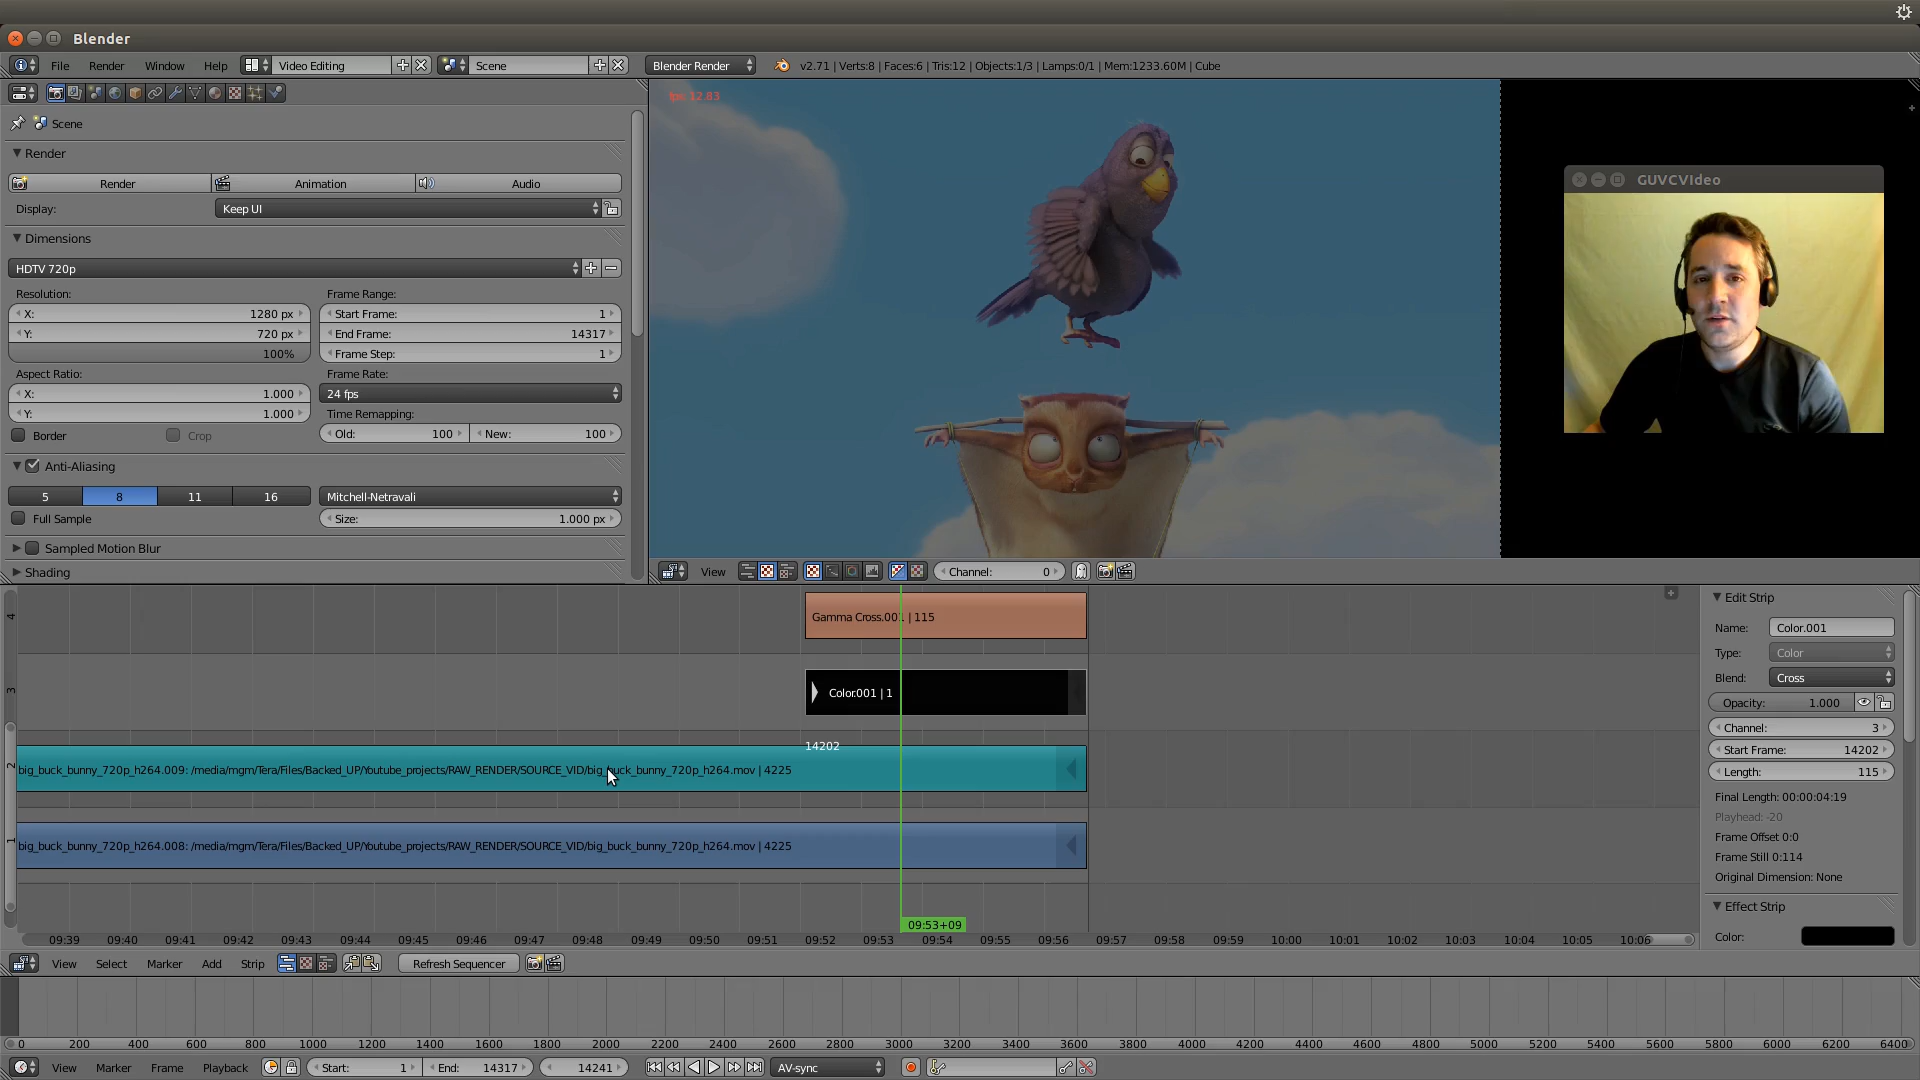 Blender
File Render Window Help Video Editing Scene Blender Render v2.71 | Verts:8 | Faces:6 | Tris:12 | Objects:1/3 | Lamps:0/1 | Mem:1233.60M | Cube
fps: 12.83
Scene
Render
Render Animation Audio
Display: Keep UI
Dimensions
HDTV 720p
Resolution: Frame Range:
X: 1280 px Start Frame: 1
Y: 720 px End Frame: 14317
100% Frame Step: 1
Aspect Ratio: Frame Rate:
X: 1.000 24 fps
Y: 1.000 Time Remapping:
Border Crop Old: 100 New: 100
Anti-Aliasing
5 8 11 16 Mitchell-Netravali
Full Sample Size: 1.000 px
Sampled Motion Blur
Shading
GUVCVIdeo
View Channel: 0
4
Gamma Cross.001 | 115
3
Color.001 | 1
14202
2
big_buck_bunny_720p_h264.009: /media/mgm/Tera/Files/Backed_UP/Youtube_projects/RAW_RENDER/SOURCE_VID/big_buck_bunny_720p_h264.mov | 4225
1
big_buck_bunny_720p_h264.008: /media/mgm/Tera/Files/Backed_UP/Youtube_projects/RAW_RENDER/SOURCE_VID/big_buck_bunny_720p_h264.mov | 4225
09:53+09
09:39 09:40 09:41 09:42 09:43 09:44 09:45 09:46 09:47 09:48 09:49 09:50 09:51 09:52 09:53 09:54 09:55 09:56 09:57 09:58 09:59 10:00 10:01 10:02 10:03 10:04 10:05 10:06
Edit Strip
Name: Color.001
Type: Color
Blend: Cross
Opacity: 1.000
Channel: 3
Start Frame: 14202
Length: 115
Final Length: 00:00:04:19
Playhead: -20
Frame Offset 0:0
Frame Still 0:114
Original Dimension: None
Effect Strip
Color:
View Select Marker Add Strip Refresh Sequencer
0 200 400 600 800 1000 1200 1400 1600 1800 2000 2200 2400 2600 2800 3000 3200 3400 3600 3800 4000 4200 4400 4600 4800 5000 5200 5400 5600 5800 6000 6200 6400
View Marker Frame Playback Start: 1 End: 14317 14241 AV-sync